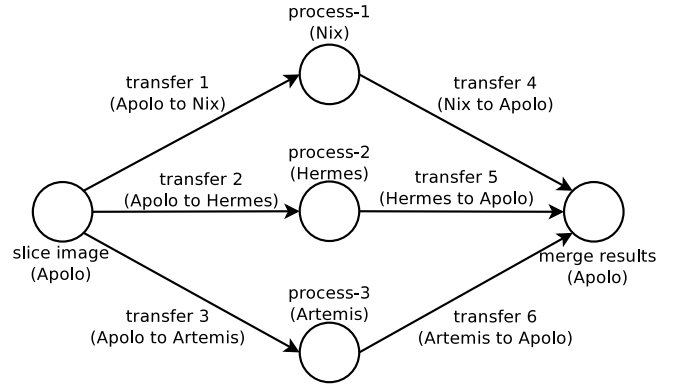 process-1
(Nix)
transfer 1
(Apolo to Nix)
transfer 4
(Nix to Apolo)
process-2
(Hermes)
transfer 2
(Apolo to Hermes)
transfer 5
(Hermes to Apolo)
slice image
(Apolo)
merge results
(Apolo)
process-3
(Artemis)
transfer 3
(Apolo to Artemis)
transfer 6
(Artemis to Apolo)